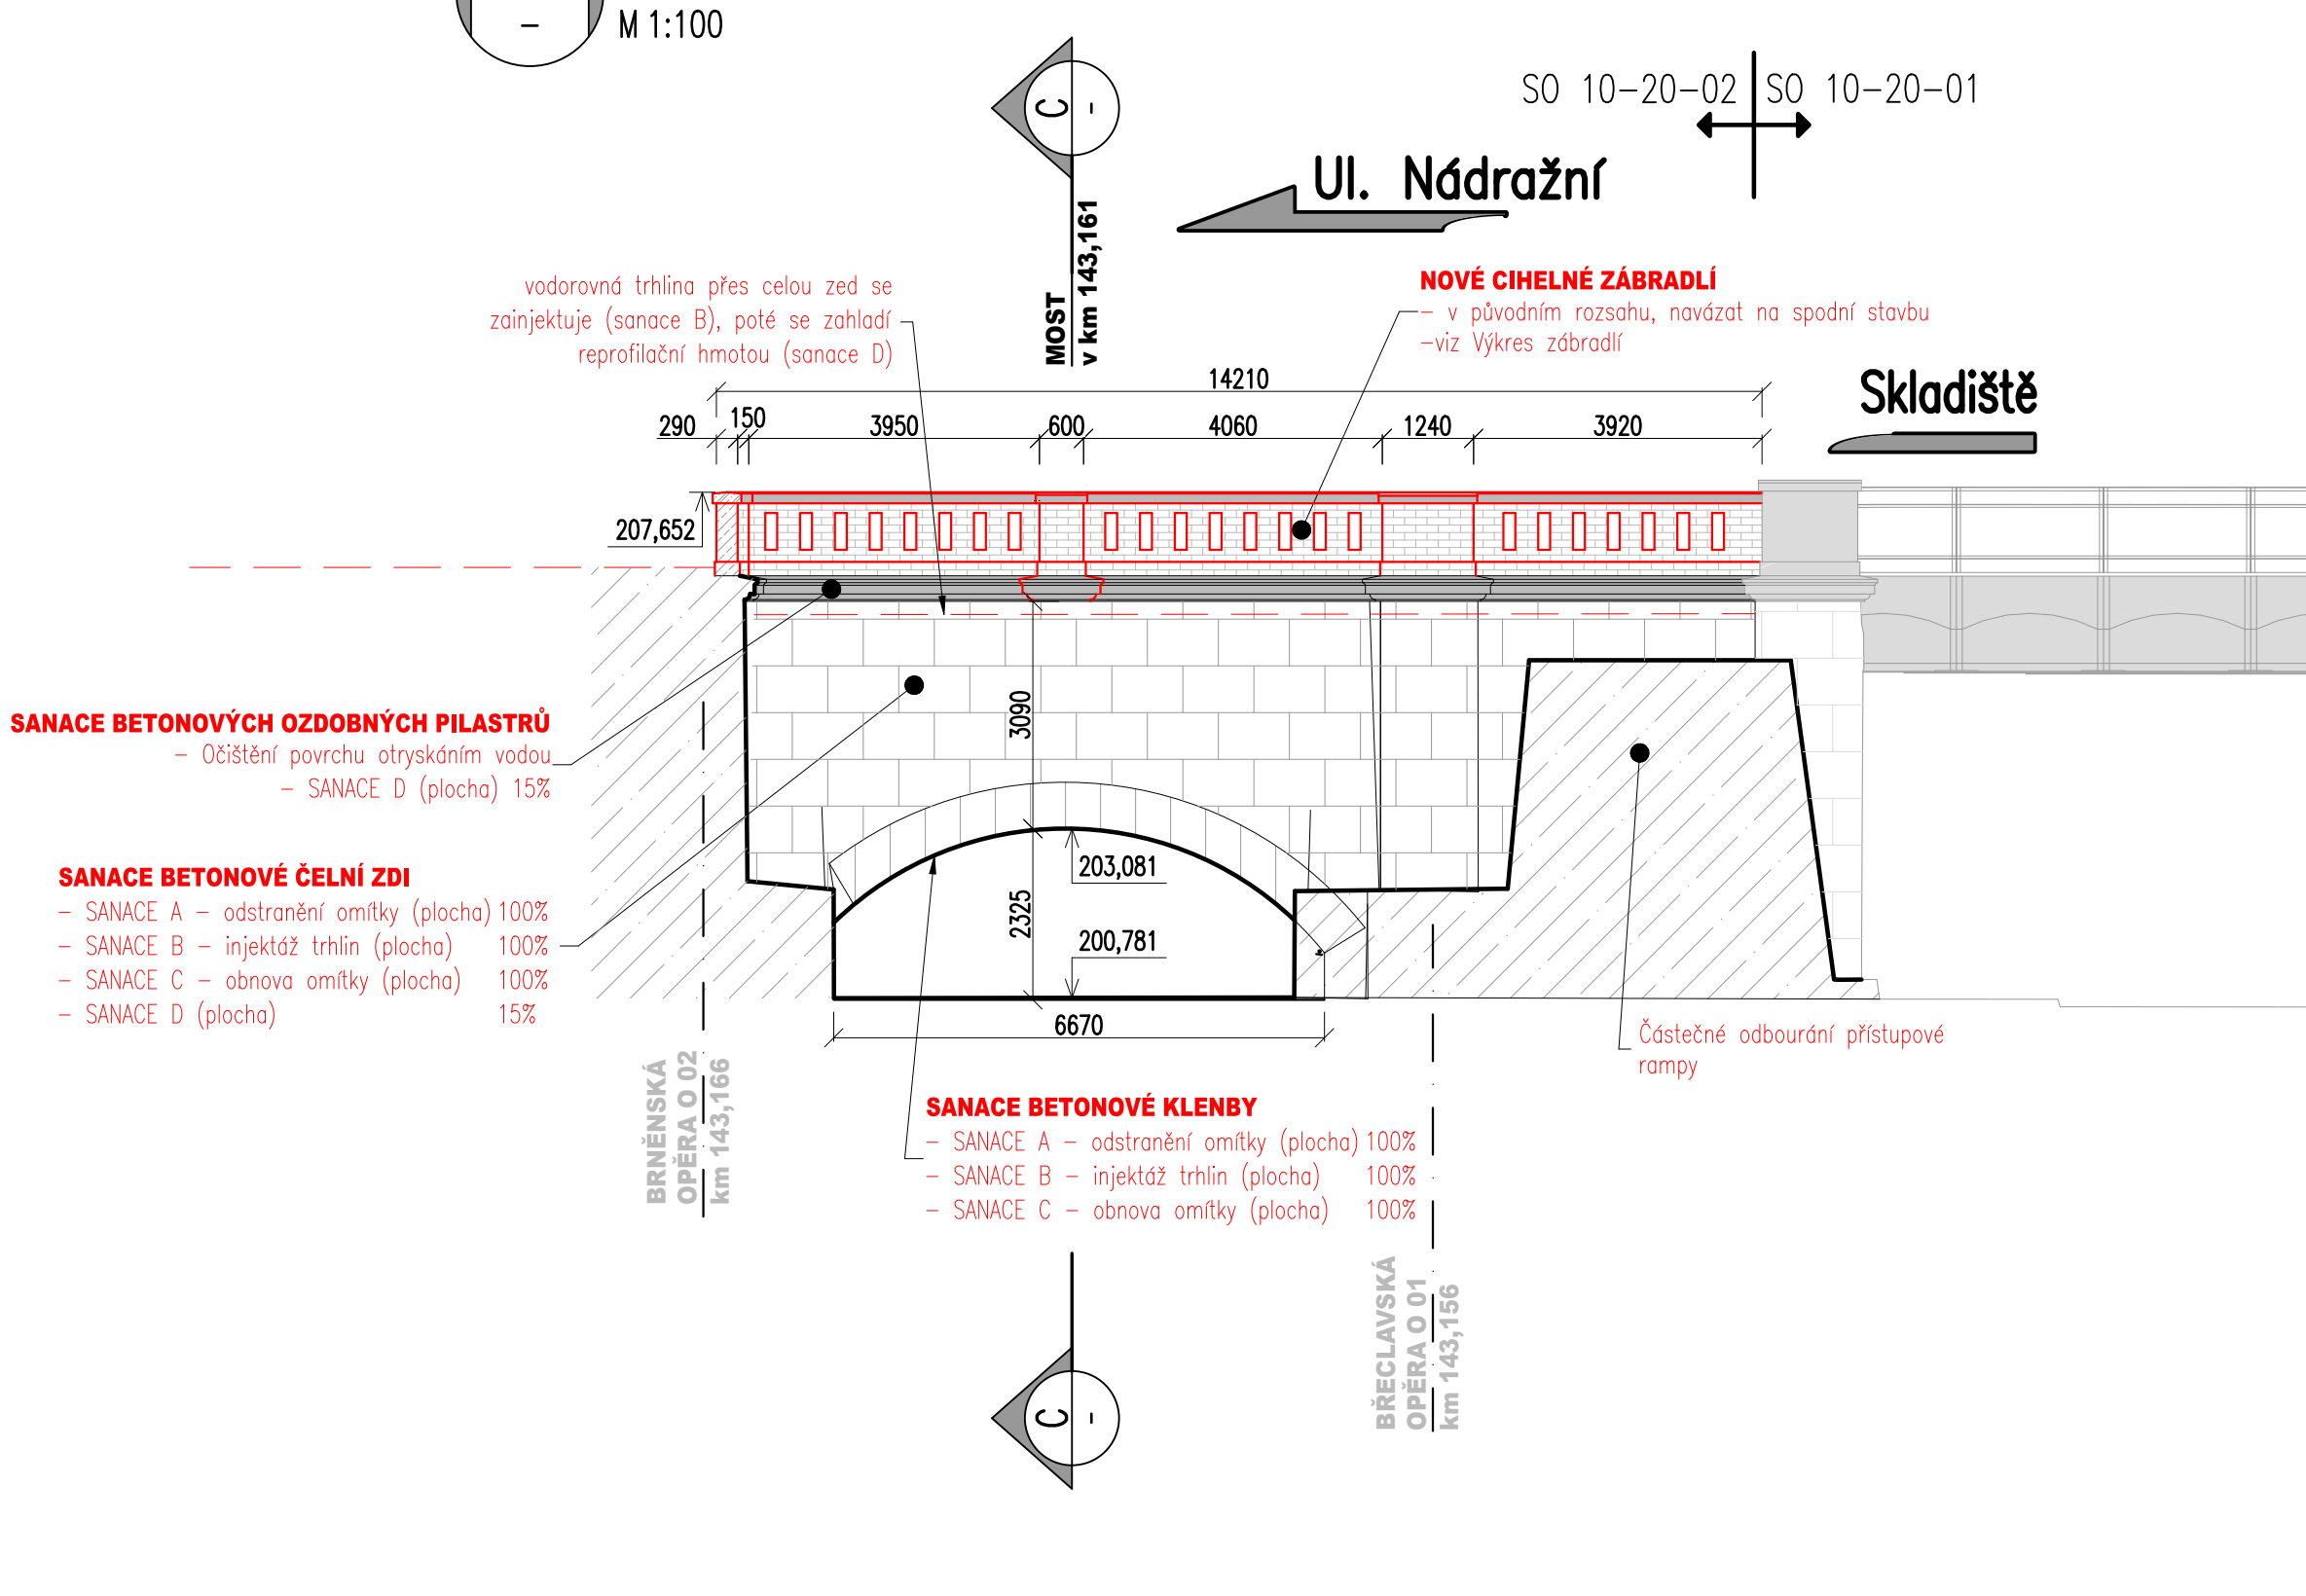 -
M 1:100
C
-
SO 10-20-02
SO 10-20-01
Ul. Nádražní
MOST
v km 143,161
vodorovná trhlina přes celou zed se
zainjektuje (sanace B), poté se zahladí
reprofilační hmotou (sanace D)
NOVÉ CIHELNÉ ZÁBRADLÍ
- v původním rozsahu, navázat na spodní stavbu
-viz Výkres zábradlí
Skladiště
14210
290
150
3950
600
4060
1240
3920
207,652
SANACE BETONOVÝCH OZDOBNÝCH PILASTRŮ
- Očištění povrchu otryskáním vodou
- SANACE D (plocha) 15%
3090
SANACE BETONOVÉ ČELNÍ ZDI
- SANACE A - odstranění omítky (plocha) 100%
- SANACE B - injektáž trhlin (plocha) 100%
- SANACE C - obnova omítky (plocha) 100%
- SANACE D (plocha) 15%
203,081
2325
200,781
6670
Částečné odbourání přístupové
rampy
BRNĚNSKÁ
OPĚRA O 02
km 143,166
SANACE BETONOVÉ KLENBY
- SANACE A - odstranění omítky (plocha) 100%
- SANACE B - injektáž trhlin (plocha) 100%
- SANACE C - obnova omítky (plocha) 100%
BŘECLAVSKÁ
OPĚRA O 01
km 143,156
C
-